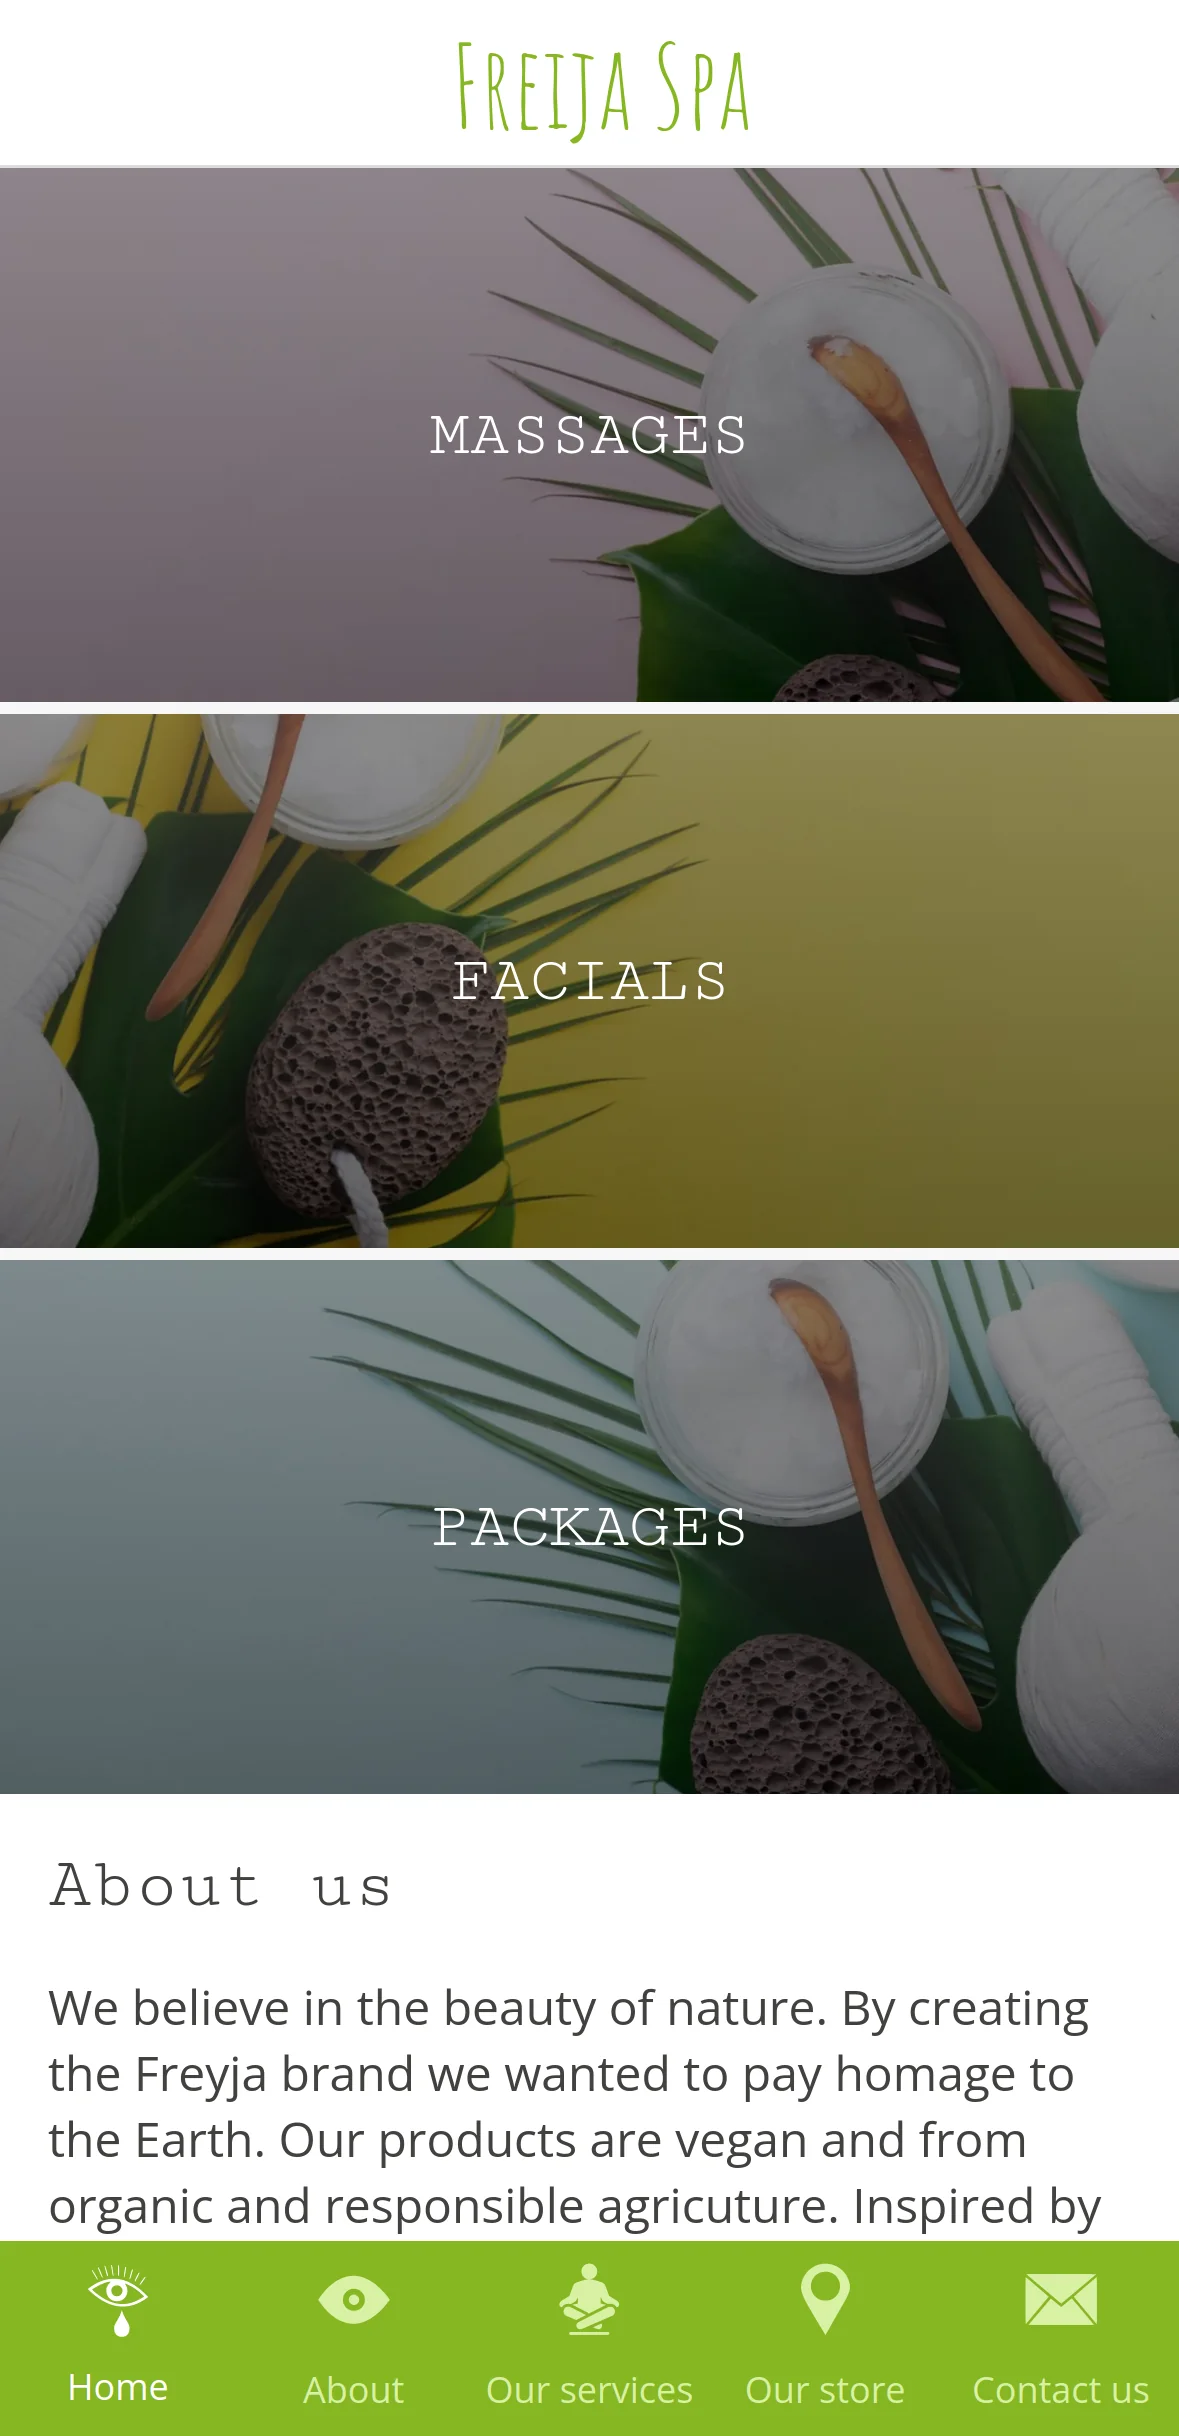 Freija Spa
MASSAGES
FACIALS
PACKAGES
About us
We believe in the beauty of nature. By creating
the Freyja brand we wanted to pay homage to
the Earth. Our products are vegan and from
organic and responsible agricuture. Inspired by
Home
About
Our services
Our store
Contact us